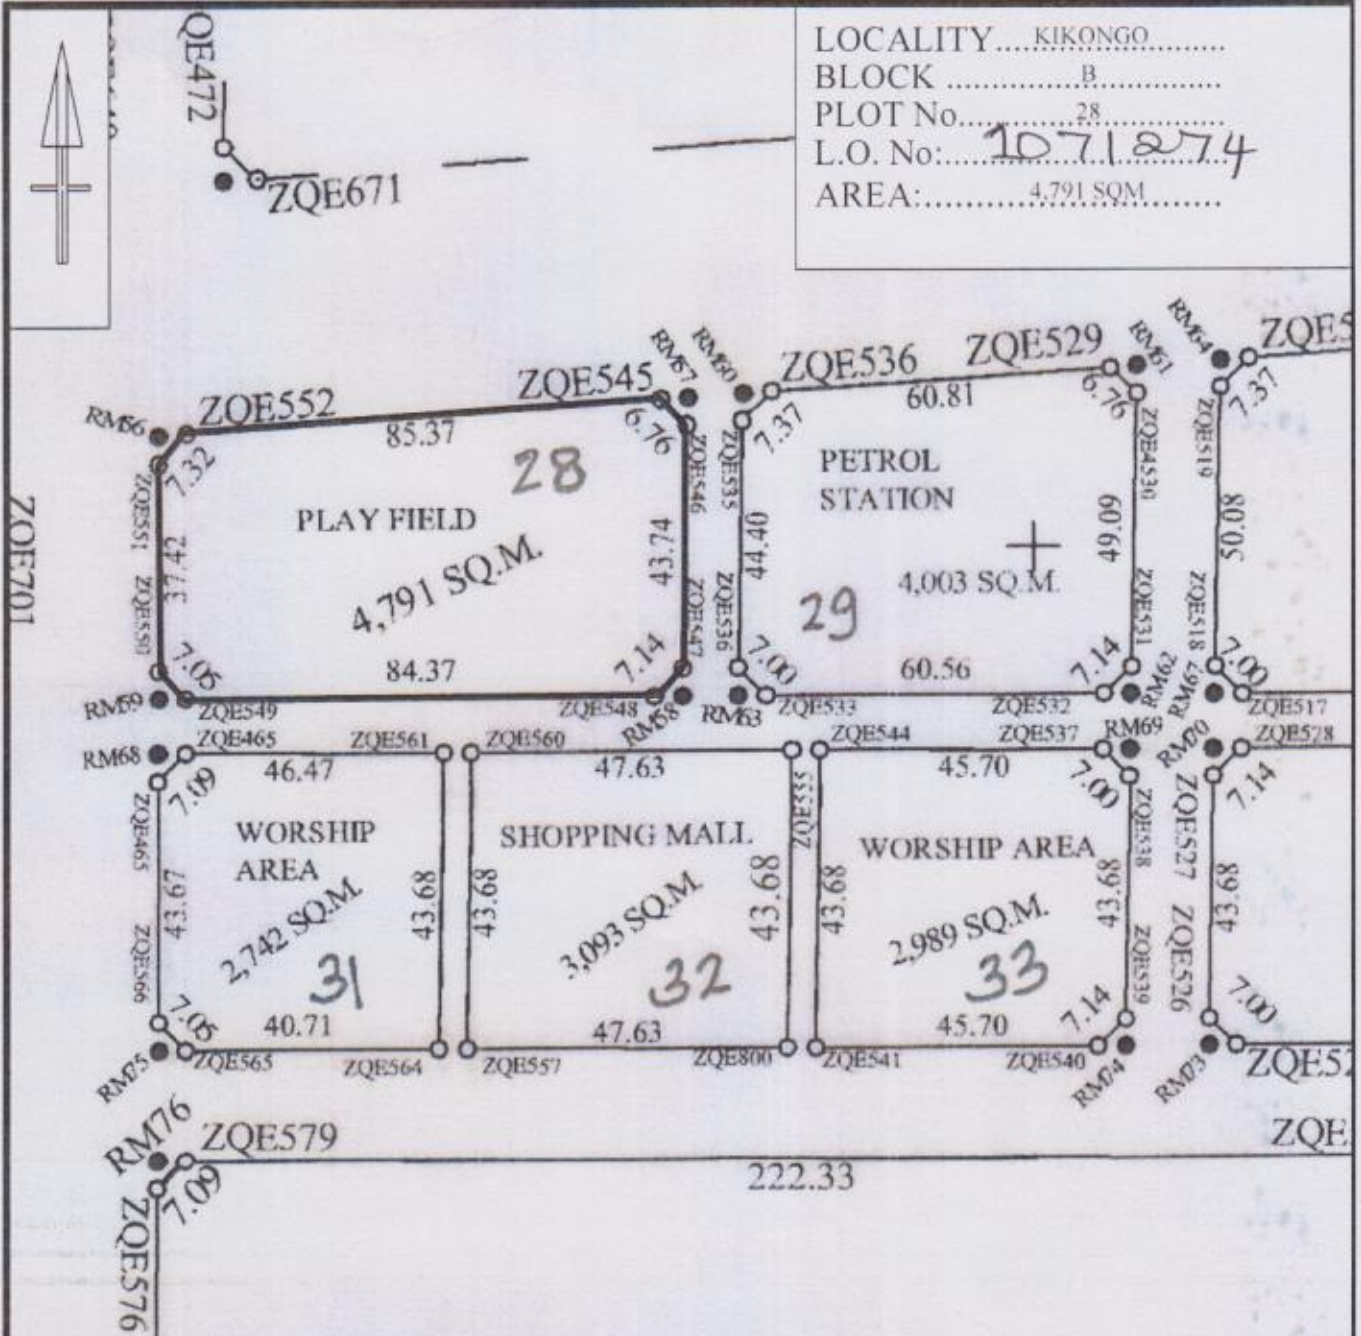 QE472
ZQE671
LOCALITY....KIKONGO........
BLOCK ............B............
PLOT No............28............
L.O. No:....1071274
AREA:............4,791 SQM........
RM56
ZQE552
85.37
ZQE545
RM57
RM60
ZQE536
ZQE529
60.81
RM61
RM64
ZQE5
7.32
6.76
7.37
6.76
7.37
28
PETROL
STATION
ZQE551
37.42
ZQE550
PLAY FIELD
4,791 SQ.M.
ZQE546
43.74
ZQE547
ZQE535
44.40
ZQE536
4,003 SQ.M.
29
ZQE4530
49.09
ZQE531
ZQE519
50.08
ZQE518
ZQE701
7.05
84.37
7.14
7.00
60.56
7.14
7.00
RM59
ZQE549
ZQE548
RM58
RM63
ZQE533
ZQE532
RM62
RM67
ZQE517
RM68
ZQE465
ZQE561
ZQE560
ZQE544
ZQE537
RM69
RM70
ZQE578
46.47
47.63
45.70
7.09
7.00
7.14
ZQE465
43.67
ZQE566
WORSHIP
AREA
2,742 SQ.M.
31
43.68
43.68
SHOPPING MALL
3,093 SQ.M.
32
43.68
ZQE555
43.68
WORSHIP AREA
2,989 SQ.M.
33
43.68
ZQE538
ZQE539
ZQE527
ZQE526
43.68
7.05
40.71
47.63
45.70
7.14
7.00
RM75
ZQE565
ZQE564
ZQE557
ZQE800
ZQE541
ZQE540
RM74
RM73
ZQE52
RM76
ZQE579
ZQE
7.09
222.33
ZQE576